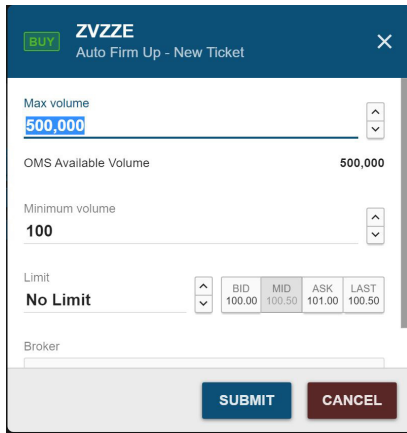 BUY
ZVZZE
Auto Firm Up - New Ticket
Max volume
500,000
OMS Available Volume 500,000
Minimum volume
100
Limit
No Limit
BID MID ASK LAST
100.00 100.50 101.00 100.50
Broker
SUBMIT CANCEL